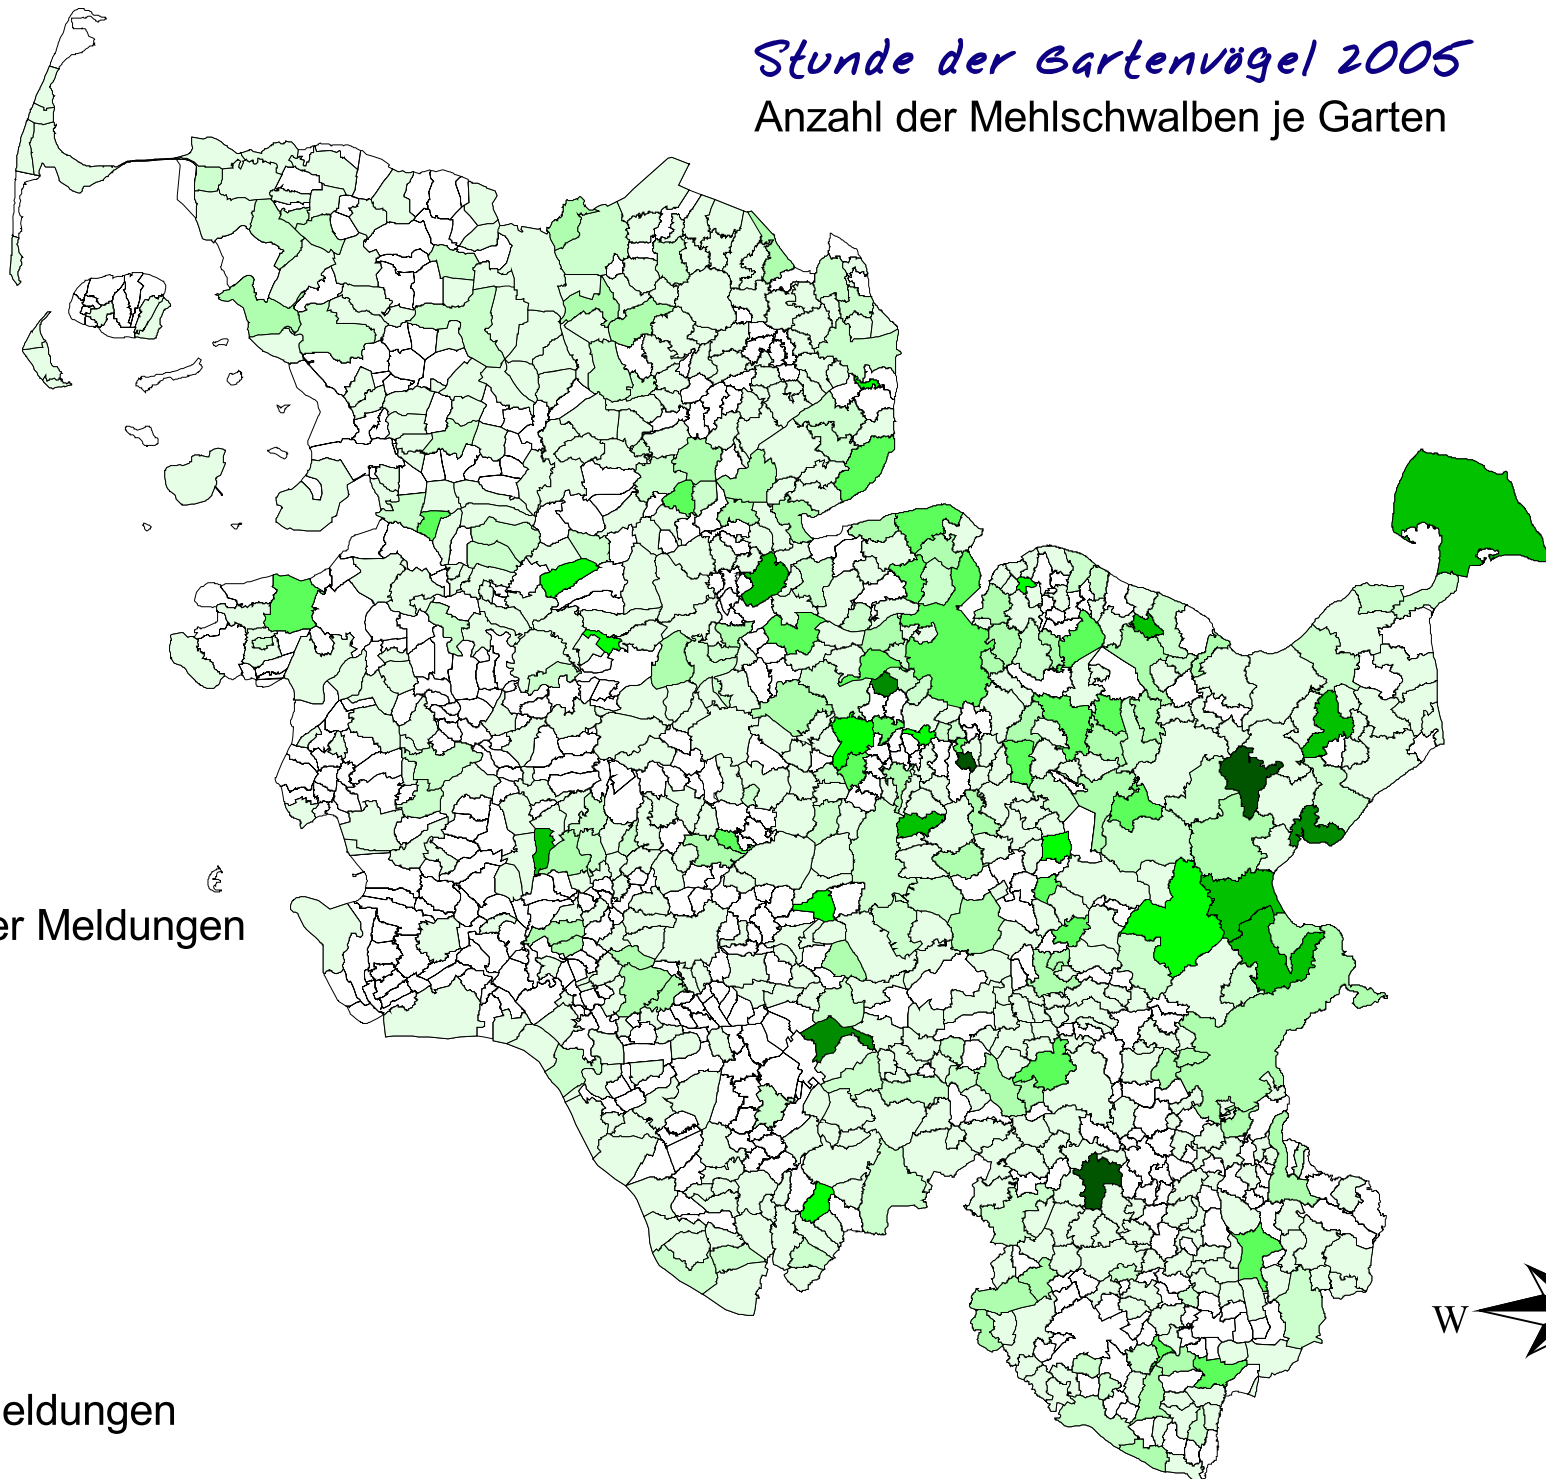 Stunde der Gartenvögel 2005
Anzahl der Mehlschwalben je Garten
er Meldungen
W
eldungen